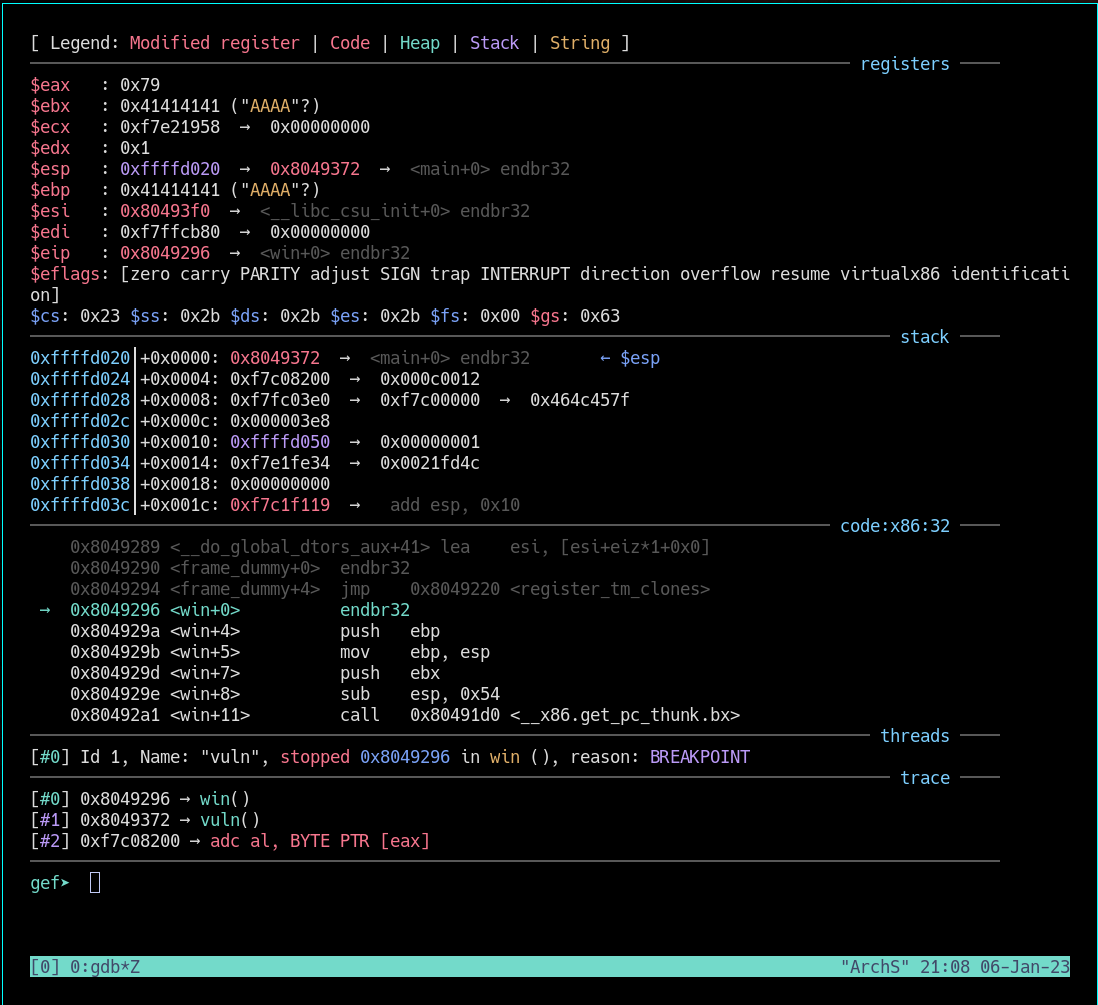 [ Legend: Modified register | Code | Heap | Stack | String ]
registers
$eax   : 0x79
$ebx   : 0x41414141 ("AAAA"?)
$ecx   : 0xf7e21958  →  0x00000000
$edx   : 0x1
$esp   : 0xffffd020  →  0x8049372  →  <main+0> endbr32
$ebp   : 0x41414141 ("AAAA"?)
$esi   : 0x80493f0  →  <__libc_csu_init+0> endbr32
$edi   : 0xf7ffcb80  →  0x00000000
$eip   : 0x8049296  →  <win+0> endbr32
$eflags: [zero carry PARITY adjust SIGN trap INTERRUPT direction overflow resume virtualx86 identificati
on]
$cs: 0x23 $ss: 0x2b $ds: 0x2b $es: 0x2b $fs: 0x00 $gs: 0x63
stack
0xffffd020│+0x0000: 0x8049372  →  <main+0> endbr32       ← $esp
0xffffd024│+0x0004: 0xf7c08200  →  0x000c0012
0xffffd028│+0x0008: 0xf7fc03e0  →  0xf7c00000  →  0x464c457f
0xffffd02c│+0x000c: 0x000003e8
0xffffd030│+0x0010: 0xffffd050  →  0x00000001
0xffffd034│+0x0014: 0xf7e1fe34  →  0x0021fd4c
0xffffd038│+0x0018: 0x00000000
0xffffd03c│+0x001c: 0xf7c1f119  →   add esp, 0x10
code:x86:32
0x8049289 <__do_global_dtors_aux+41> lea    esi, [esi+eiz*1+0x0]
0x8049290 <frame_dummy+0>  endbr32
0x8049294 <frame_dummy+4>  jmp    0x8049220 <register_tm_clones>
→  0x8049296 <win+0>          endbr32
0x804929a <win+4>          push   ebp
0x804929b <win+5>          mov    ebp, esp
0x804929d <win+7>          push   ebx
0x804929e <win+8>          sub    esp, 0x54
0x80492a1 <win+11>         call   0x80491d0 <__x86.get_pc_thunk.bx>
threads
[#0] Id 1, Name: "vuln", stopped 0x8049296 in win (), reason: BREAKPOINT
trace
[#0] 0x8049296 → win()
[#1] 0x8049372 → vuln()
[#2] 0xf7c08200 → adc al, BYTE PTR [eax]
gef➤
[0] 0:gdb*Z "ArchS" 21:08 06-Jan-23